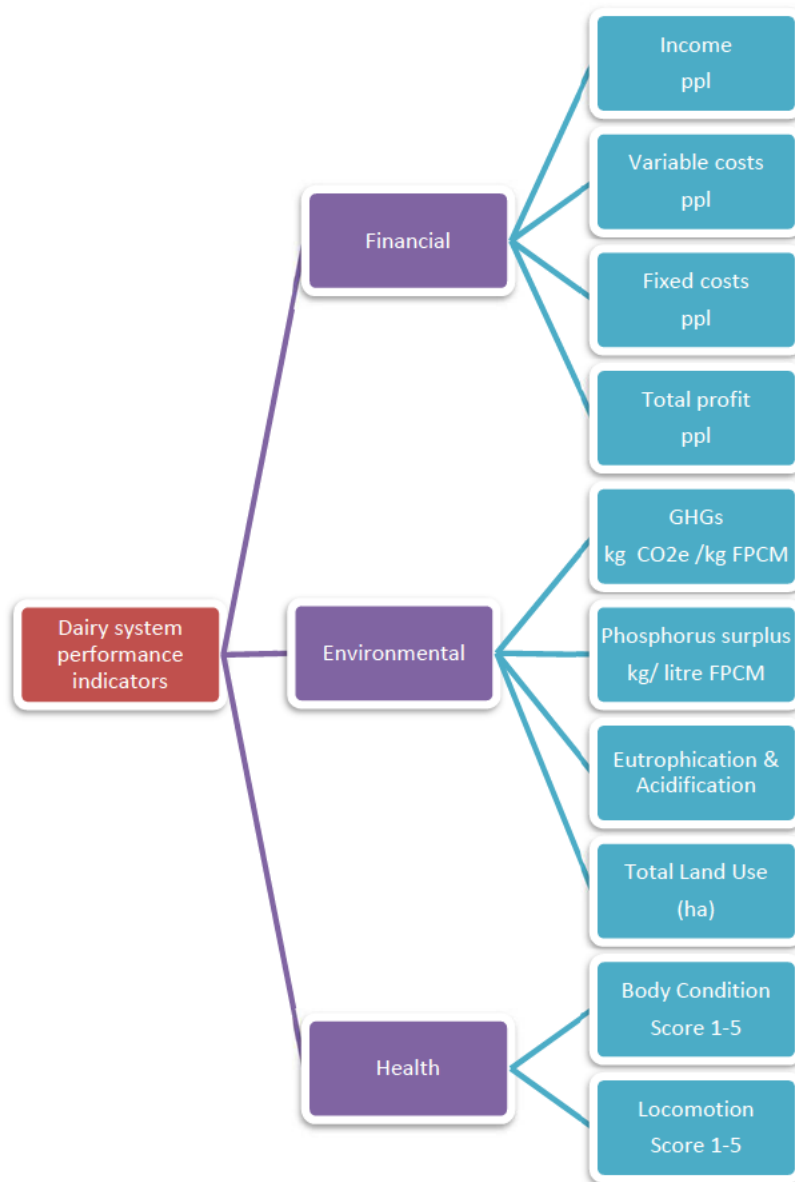 Income
ppl
Variable costs
ppl
Financial
Fixed costs
ppl
Total profit
ppl
GHGs
kg  CO2e /kg FPCM
Dairy system
performance
indicators
Environmental
Phosphorus surplus
kg/ litre FPCM
Eutrophication &
Acidification
Total Land Use
(ha)
Body Condition
Score 1-5
Health
Locomotion
Score 1-5